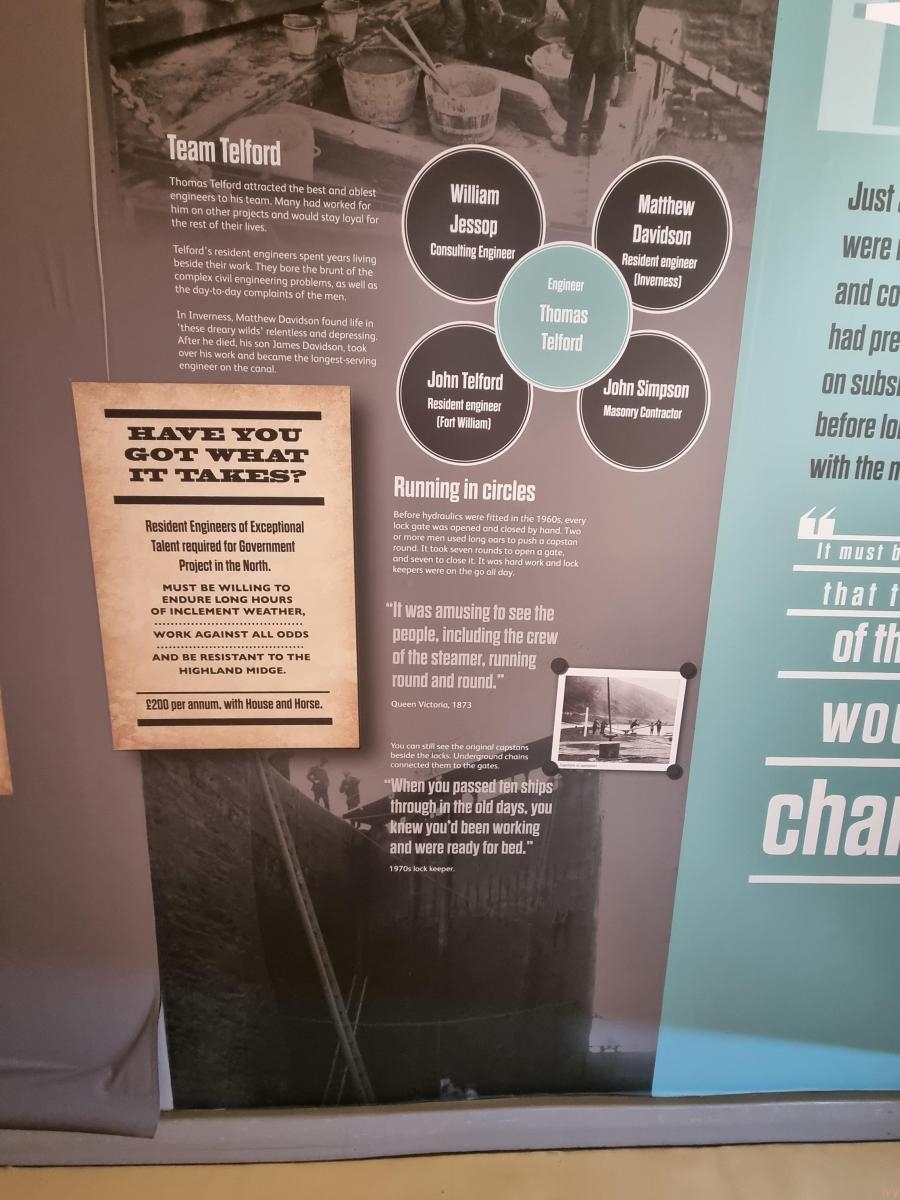 Team Telford
Thomas Telford attracted the best and ablest
engineers to his team. Many had worked for
him on other projects and would stay loyal for
the rest of their lives.
Telford's resident engineers spent years living
beside their work. They bore the brunt of the
complex civil engineering problems, as well as
the day-to-day complaints of the men.
In Inverness, Matthew Davidson found life in
'these dreary wilds' relentless and depressing.
After he died, his son James Davidson, took
over his work and became the longest-serving
engineer on the canal.
William
Jessop
Consulting Engineer
Matthew
Davidson
Resident engineer
(Inverness)
Engineer
Thomas
Telford
John Telford
Resident engineer
(Fort William)
John Simpson
Masonry Contractor
HAVE YOU
GOT WHAT
IT TAKES?
Resident Engineers of Exceptional
Talent required for Government
Project in the North.
MUST BE WILLING TO
ENDURE LONG HOURS
OF INCLEMENT WEATHER,
WORK AGAINST ALL ODDS
AND BE RESISTANT TO THE
HIGHLAND MIDGE.
£200 per annum, with House and Horse.
Running in circles
Before hydraulics were fitted in the 1960s, every
lock gate was opened and closed by hand. Two
or more men used long oars to push a capstan
round. It took seven rounds to open a gate,
and seven to close it. It was hard work and lock
keepers were on the go all day.
"It was amusing to see the
people, including the crew
of the steamer, running
round and round."
Queen Victoria, 1873
You can still see the original capstans
beside the locks. Underground chains
connected them to the gates.
"When you passed ten ships
through in the old days, you
knew you'd been working
and were ready for bed."
1970s lock keeper.
Just
were
and co
had pre
on subs
before lo
with the
"It must b
that t
of th
wou
char